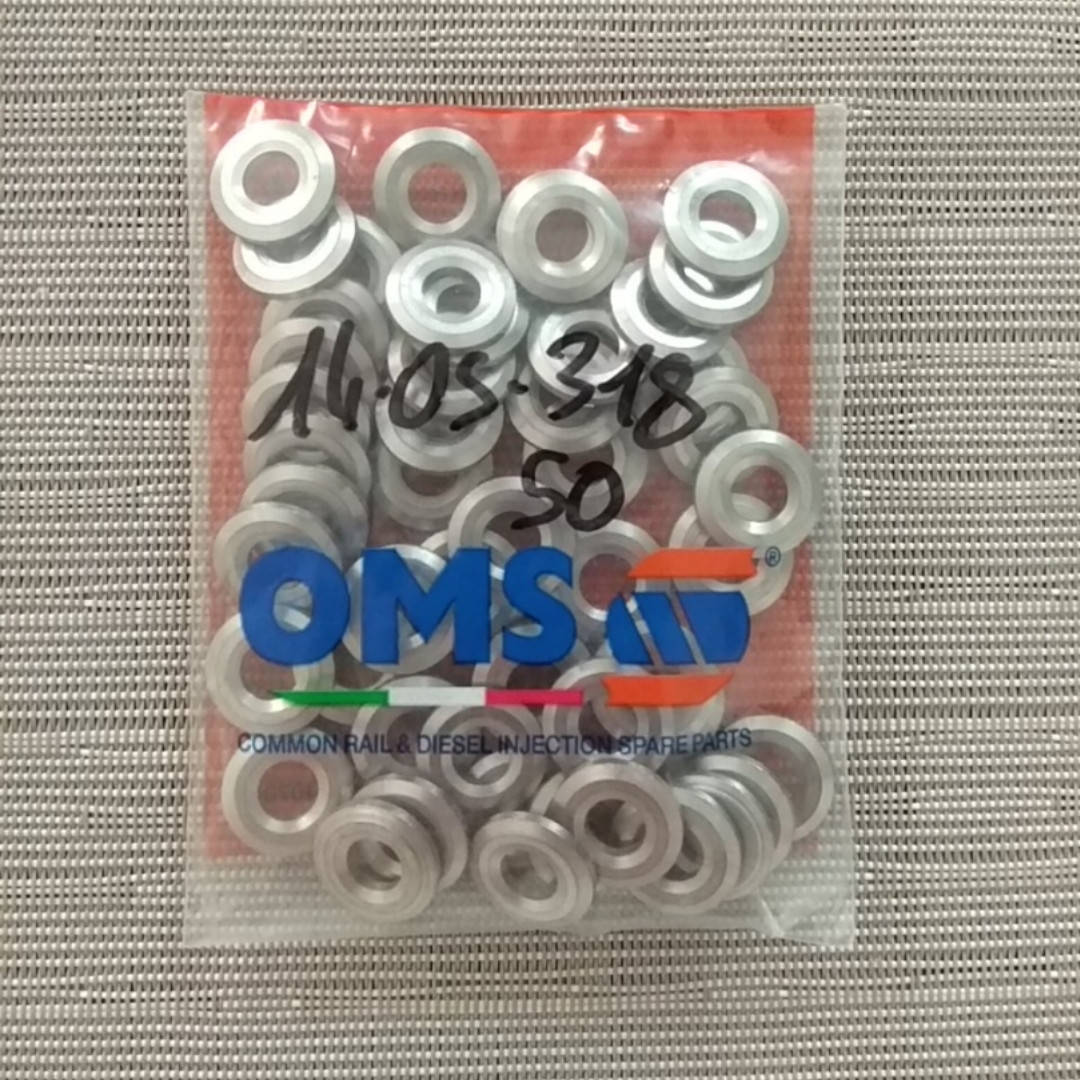 14.05.318
50
OMS ®
COMMON RAIL & DIESEL INJECTION SPARE PARTS